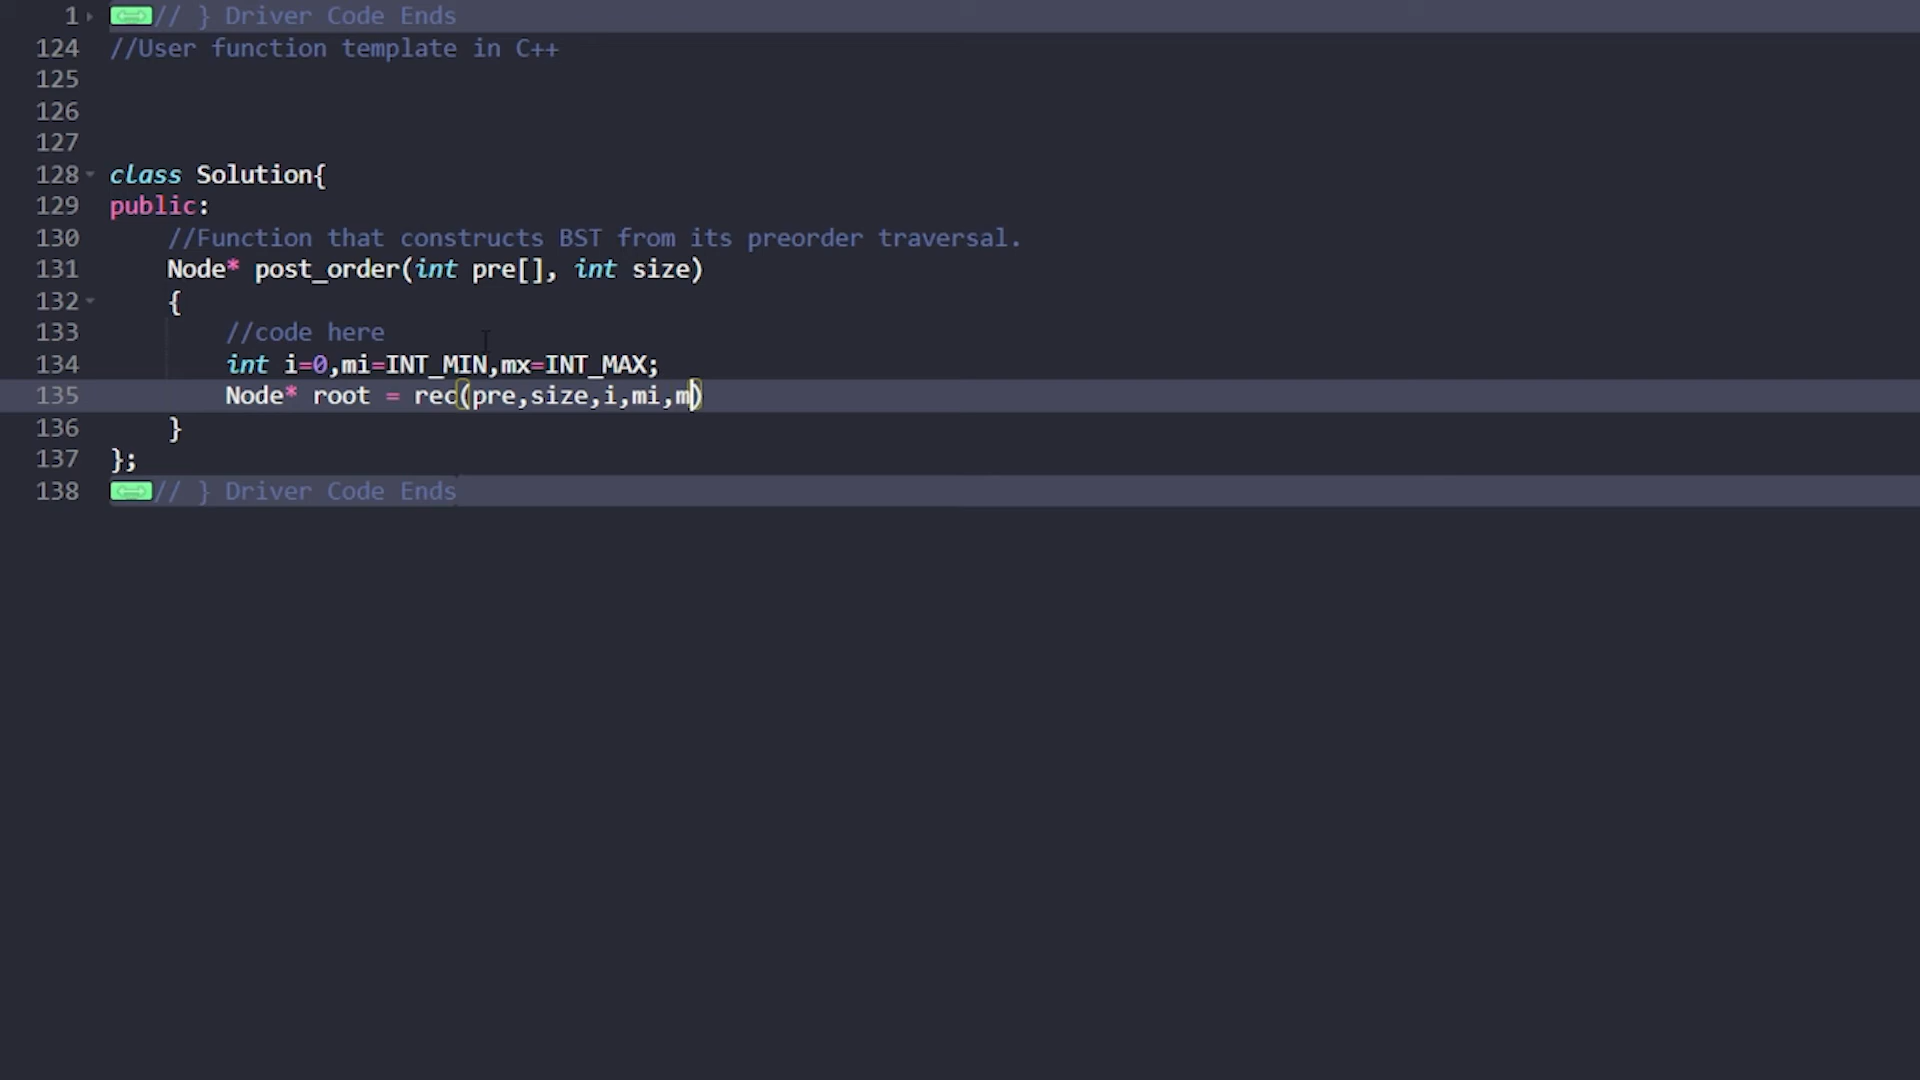 1 // } Driver Code Ends
124 //User function template in C++
125
126
127
128 class Solution{
129 public:
130     //Function that constructs BST from its preorder traversal.
131     Node* post_order(int pre[], int size)
132     {
133         //code here
134         int i=0,mi=INT_MIN,mx=INT_MAX;
135         Node* root = rec(pre,size,i,mi,m)
136     }
137 };
138 // } Driver Code Ends